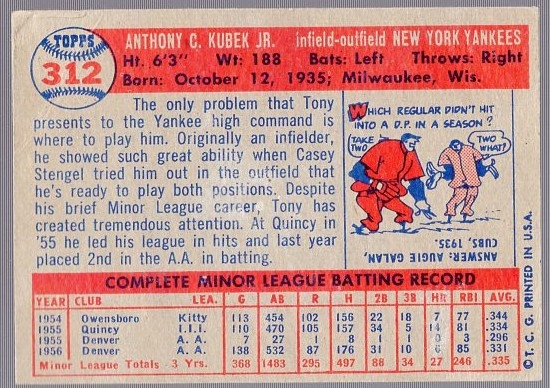 TOPPS
312
ANTHONY C. KUBEK JR. infield-outfield NEW YORK YANKEES
Ht. 6'3" Wt: 188 Bats: Left Throws: Right
Born: October 12, 1935; Milwaukee, Wis.
The only problem that Tony
presents to the Yankee high command is
where to play him. Originally an infielder,
he showed such great ability when Casey
Stengel tried him out in the outfield that
he's ready to play both positions. Despite
his brief Minor League career, Tony has
created tremendous attention. At Quincy in
'55 he led his league in hits and last year
placed 2nd in the A.A. in batting.
WHICH REGULAR DIDN'T HIT
INTO A D.P. IN A SEASON?
TAKE TWO
TWO WHAT?
ANSWER: AUGIE GALAN,
CUBS, 1935.
COMPLETE MINOR LEAGUE BATTING RECORD
YEAR CLUB LEA. G AB R H 2B 3B HR RBI AVG.
1954 Owensboro Kitty 113 454 102 156 22 18 7 77 .344
1955 Quincy I.I.I. 110 470 105 157 34 3 14 81 .334
1955 Denver A. A. 7 27 1 8 1 2 0 3 .296
1956 Denver A. A. 138 532 87 176 31 10 6 85 .331
Minor League Totals 3 Yrs. 368 1483 295 497 88 33 27 246 .335
© T. C. G. PRINTED IN U.S.A.